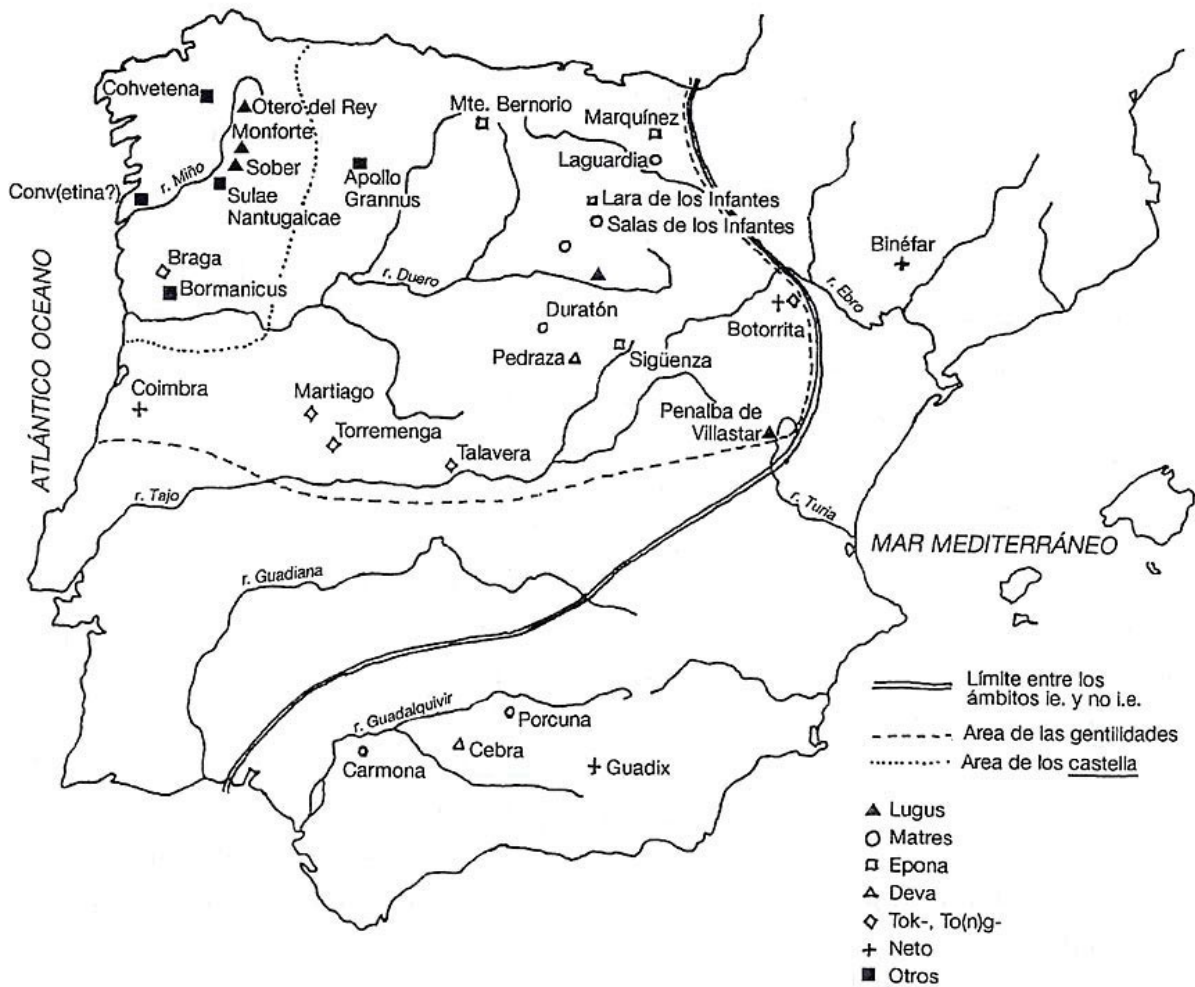 Cohvetena
Otero del Rey
Monforte
Sober
r. Miño
Conv(etina?)
Sulae
Nantugaicae
Apollo
Grannus
Mte. Bernorio
Marquínez
Laguardia
Lara de los Infantes
Salas de los Infantes
Binéfar
Braga
Bormanicus
r. Duero
r. Ebro
Botorrita
Duratón
Pedraza
Sigüenza
ATLÁNTICO OCEANO
Coimbra
Martiago
Torremenga
Talavera
Penalba de
Villastar
r. Tajo
r. Turia
MAR MEDITERRÁNEO
r. Guadiana
r. Guadalquivir
Porcuna
Cebra
Carmona
Guadix
Límite entre los
ámbitos ie. y no i.e.
Area de las gentilidades
Area de los castella
Lugus
Matres
Epona
Deva
Tok-, To(n)g-
Neto
Otros